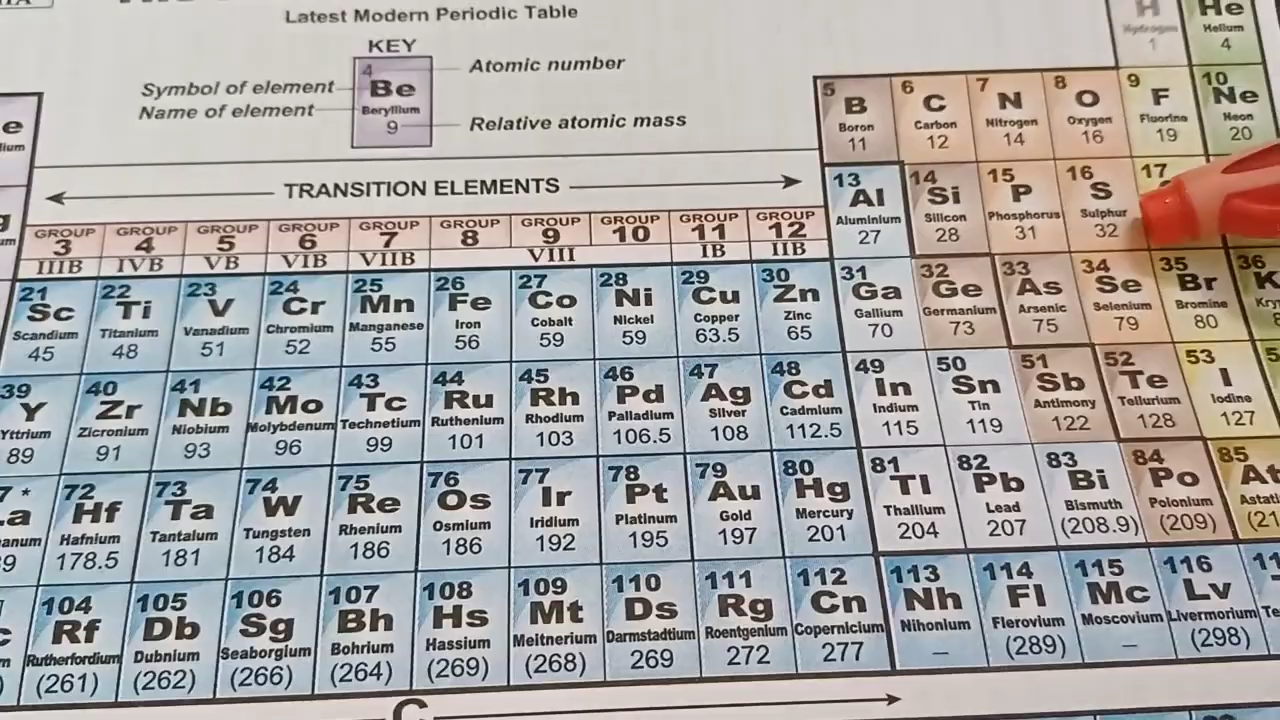 Latest Modern Periodic Table
KEY
4
Be
Beryllium
9
Symbol of element
Name of element
Atomic number
Relative atomic mass
H
Hydrogen
1
He
Helium
4
5 6 7 8 9 10
B C N O F Ne
Boron Carbon Nitrogen Oxygen Fluorine Neon
11 12 14 16 19 20
TRANSITION ELEMENTS
13 14 15 16 17
Al Si P S
Aluminium Silicon Phosphorus Sulphur
27 28 31 32
GROUP GROUP GROUP GROUP GROUP GROUP GROUP GROUP GROUP GROUP
3 4 5 6 7 8 9 10 11 12
IIIB IVB VB VIB VIIB VIII IB IIB
21 22 23 24 25 26 27 28 29 30 31 32 33 34 35 36
Sc Ti V Cr Mn Fe Co Ni Cu Zn Ga Ge As Se Br
Scandium Titanium Vanadium Chromium Manganese Iron Cobalt Nickel Copper Zinc Gallium Germanium Arsenic Selenium Bromine
45 48 51 52 55 56 59 59 63.5 65 70 73 75 79 80
39 40 41 42 43 44 45 46 47 48 49 50 51 52 53
Y Zr Nb Mo Tc Ru Rh Pd Ag Cd In Sn Sb Te I
Yttrium Zicronium Niobium Molybdenum Technetium Ruthenium Rhodium Palladium Silver Cadmium Indium Tin Antimony Tellurium Iodine
89 91 93 96 99 101 103 106.5 108 112.5 115 119 122 128 127
72 73 74 75 76 77 78 79 80 81 82 83 84 85
Hf Ta W Re Os Ir Pt Au Hg Tl Pb Bi Po At
Hafnium Tantalum Tungsten Rhenium Osmium Iridium Platinum Gold Mercury Thallium Lead Bismuth Polonium
178.5 181 184 186 186 192 195 197 201 204 207 (208.9) (209)
104 105 106 107 108 109 110 111 112 113 114 115 116
Rf Db Sg Bh Hs Mt Ds Rg Cn Nh Fl Mc Lv
Rutherfordium Dubnium Seaborgium Bohrium Hassium Meltnerium Darmstadtium Roentgenium Copernicium Nihonium Flerovium Moscovium Livermorium
(261) (262) (266) (264) (269) (268) 269 272 277 – (289) – (298)